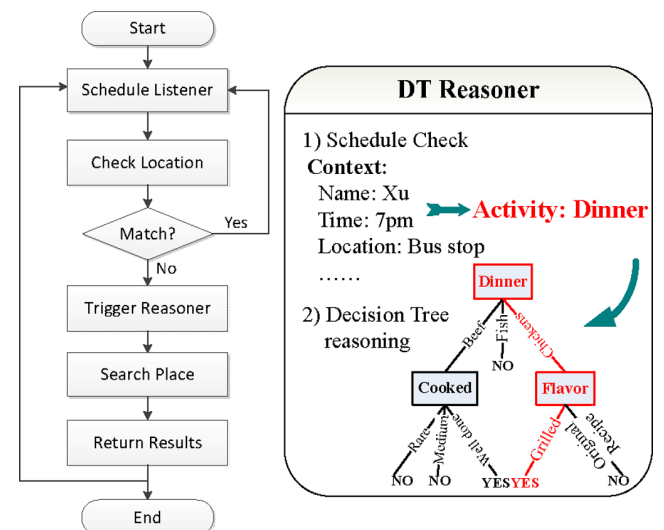 Start
Schedule Listener
Check Location
Match?
Yes
No
Trigger Reasoner
Search Place
Return Results
End
DT Reasoner
1) Schedule Check
Context:
Name: Xu
Time: 7pm
Location: Bus stop
......
Activity: Dinner
2) Decision Tree
reasoning
Dinner
Beef
Fish
Chickens
NO
Cooked
Flavor
Rare
Medium
Well done
Grilled
Original
Recipe
NO
NO
YES
YES
NO